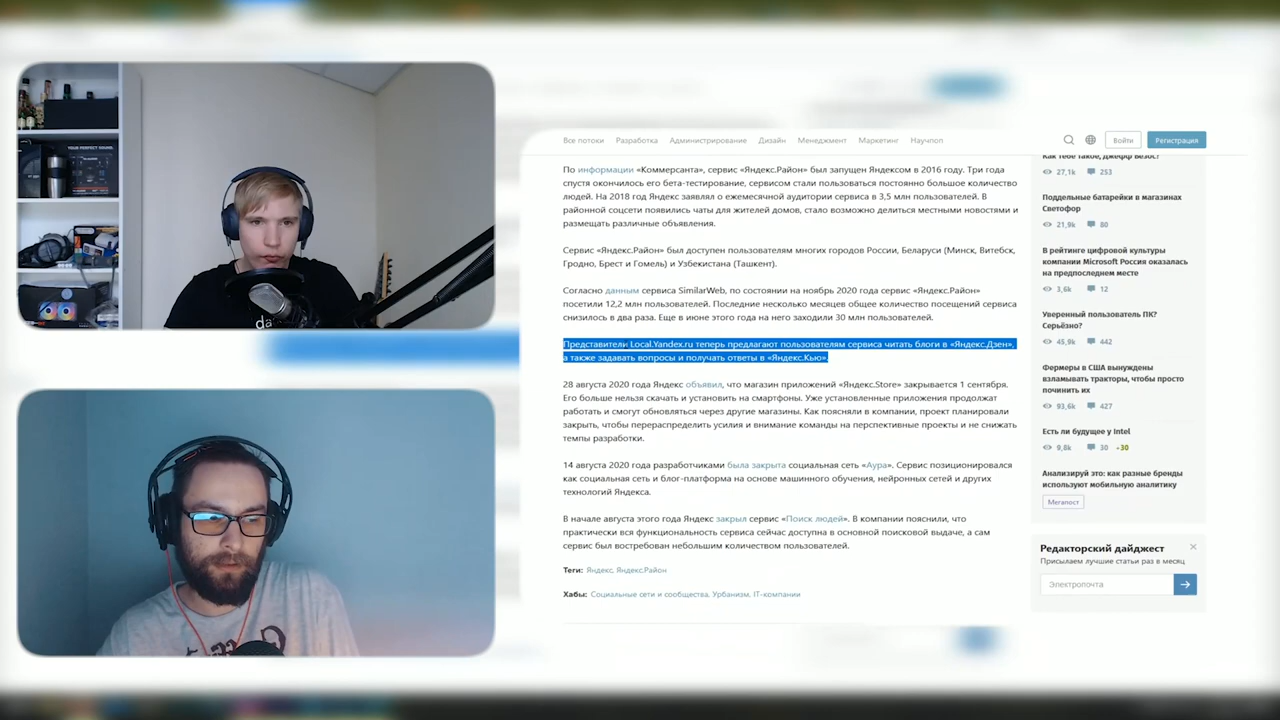 Все потоки Разработка Администрирование Дизайн Менеджмент Маркетинг Научпоп
Войти
Регистрация
По информации «Коммерсанта», сервис «Яндекс.Район» был запущен Яндексом в 2016 году. Три года
спустя окончилось его бета-тестирование, сервисом стали пользоваться постоянно большое количество
людей. На 2018 год Яндекс заявлял о ежемесячной аудитории сервиса в 3,5 млн пользователей. В
районной соцсети появились чаты для жителей домов, стало возможно делиться местными новостями и
размещать различные объявления.
Сервис «Яндекс.Район» был доступен пользователям многих городов России, Беларуси (Минск, Витебск,
Гродно, Брест и Гомель) и Узбекистана (Ташкент).
Согласно данным сервиса SimilarWeb, по состоянию на ноябрь 2020 года сервис «Яндекс.Район»
посетили 12,2 млн пользователей. Последние несколько месяцев общее количество посещений сервиса
снизилось в два раза. Еще в июне этого года на него заходили 30 млн пользователей.
Представители Local.Yandex.ru теперь предлагают пользователям сервиса читать блоги в «Яндекс.Дзен»,
а также задавать вопросы и получать ответы в «Яндекс.Кью».
28 августа 2020 года Яндекс объявил, что магазин приложений «Яндекс.Store» закрывается 1 сентября.
Его больше нельзя скачать и установить на смартфоны. Уже установленные приложения продолжат
работать и смогут обновляться через другие магазины. Как поясняли в компании, проект планировали
закрыть, чтобы перераспределить усилия и внимание команды на перспективные проекты и не снижать
темпы разработки.
14 августа 2020 года разработчиками была закрыта социальная сеть «Аура». Сервис позиционировался
как социальная сеть и блог-платформа на основе машинного обучения, нейронных сетей и других
технологий Яндекса.
В начале августа этого года Яндекс закрыл сервис «Поиск людей». В компании пояснили, что
практически вся функциональность сервиса сейчас доступна в основной поисковой выдаче, а сам
сервис был востребован небольшим количеством пользователей.
Теги: Яндекс, Яндекс.Район
Хабы: Социальные сети и сообщества, Урбанизм, IT-компании
Как тебе такое, Джефф Безос?
27,1k 253
Поддельные батарейки в магазинах
Светофор
21,9k 80
В рейтинге цифровой культуры
компании Microsoft Россия оказалась
на предпоследнем месте
3,6k 12
Уверенный пользователь ПК?
Серьёзно?
45,9k 442
Фермеры в США вынуждены
взламывать тракторы, чтобы просто
починить их
93,6k 427
Есть ли будущее у Intel
9,8k 30 +30
Анализируй это: как разные бренды
используют мобильную аналитику
Мегапост
Редакторский дайджест
Присылаем лучшие статьи раз в месяц
Электропочта